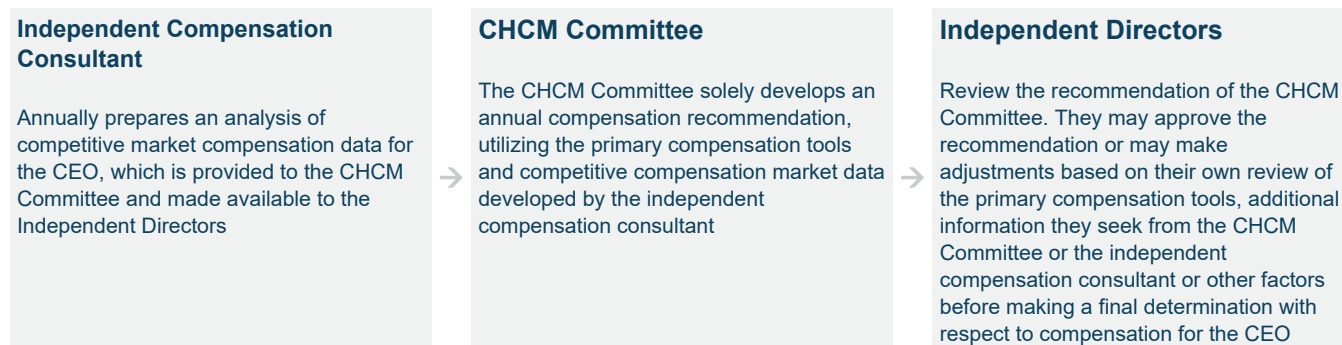 Independent Compensation
Consultant
Annually prepares an analysis of
competitive market compensation data for
the CEO, which is provided to the CHCM
Committee and made available to the
Independent Directors
CHCM Committee
The CHCM Committee solely develops an
annual compensation recommendation,
utilizing the primary compensation tools
and competitive compensation market data
developed by the independent
compensation consultant
Independent Directors
Review the recommendation of the CHCM
Committee. They may approve the
recommendation or may make
adjustments based on their own review of
the primary compensation tools, additional
information they seek from the CHCM
Committee or the independent
compensation consultant or other factors
before making a final determination with
respect to compensation for the CEO